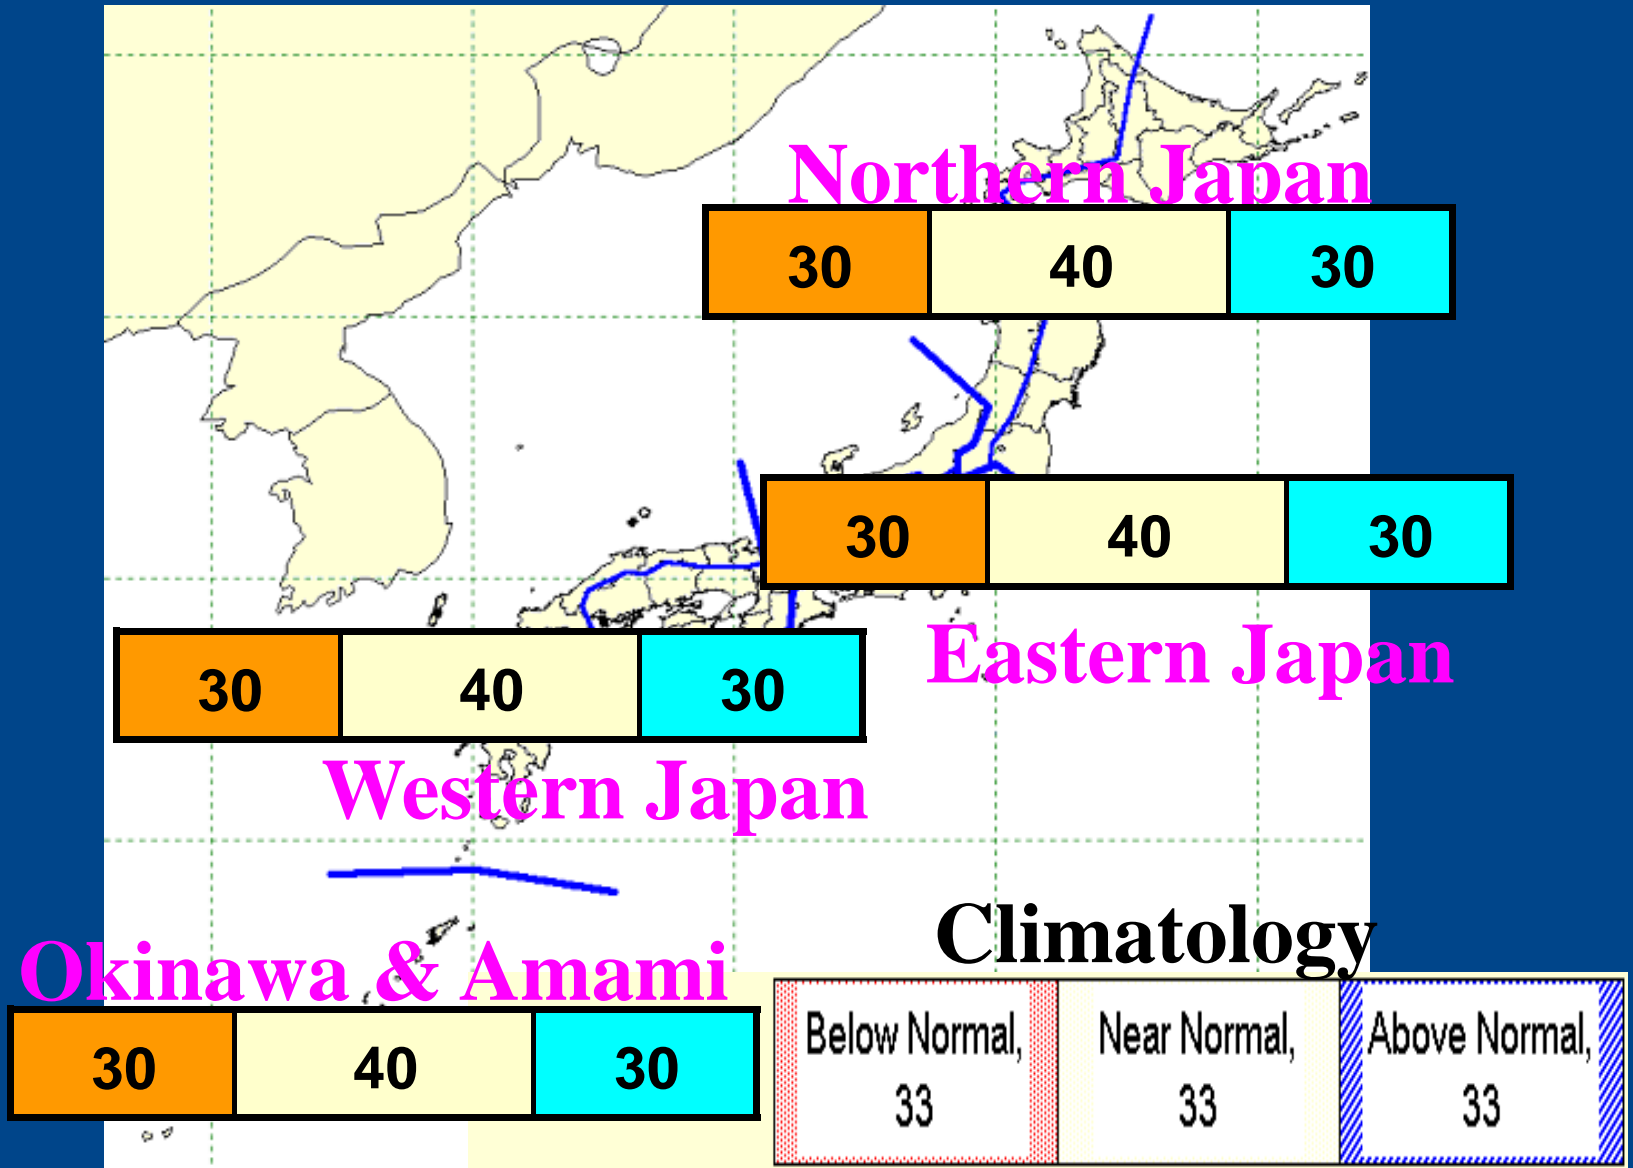 Northern Japan
30 40 30
30 40 30
Eastern Japan
30 40 30
Western Japan
Okinawa & Amami
30 40 30
Climatology
Below Normal, Near Normal, Above Normal,
33 33 33